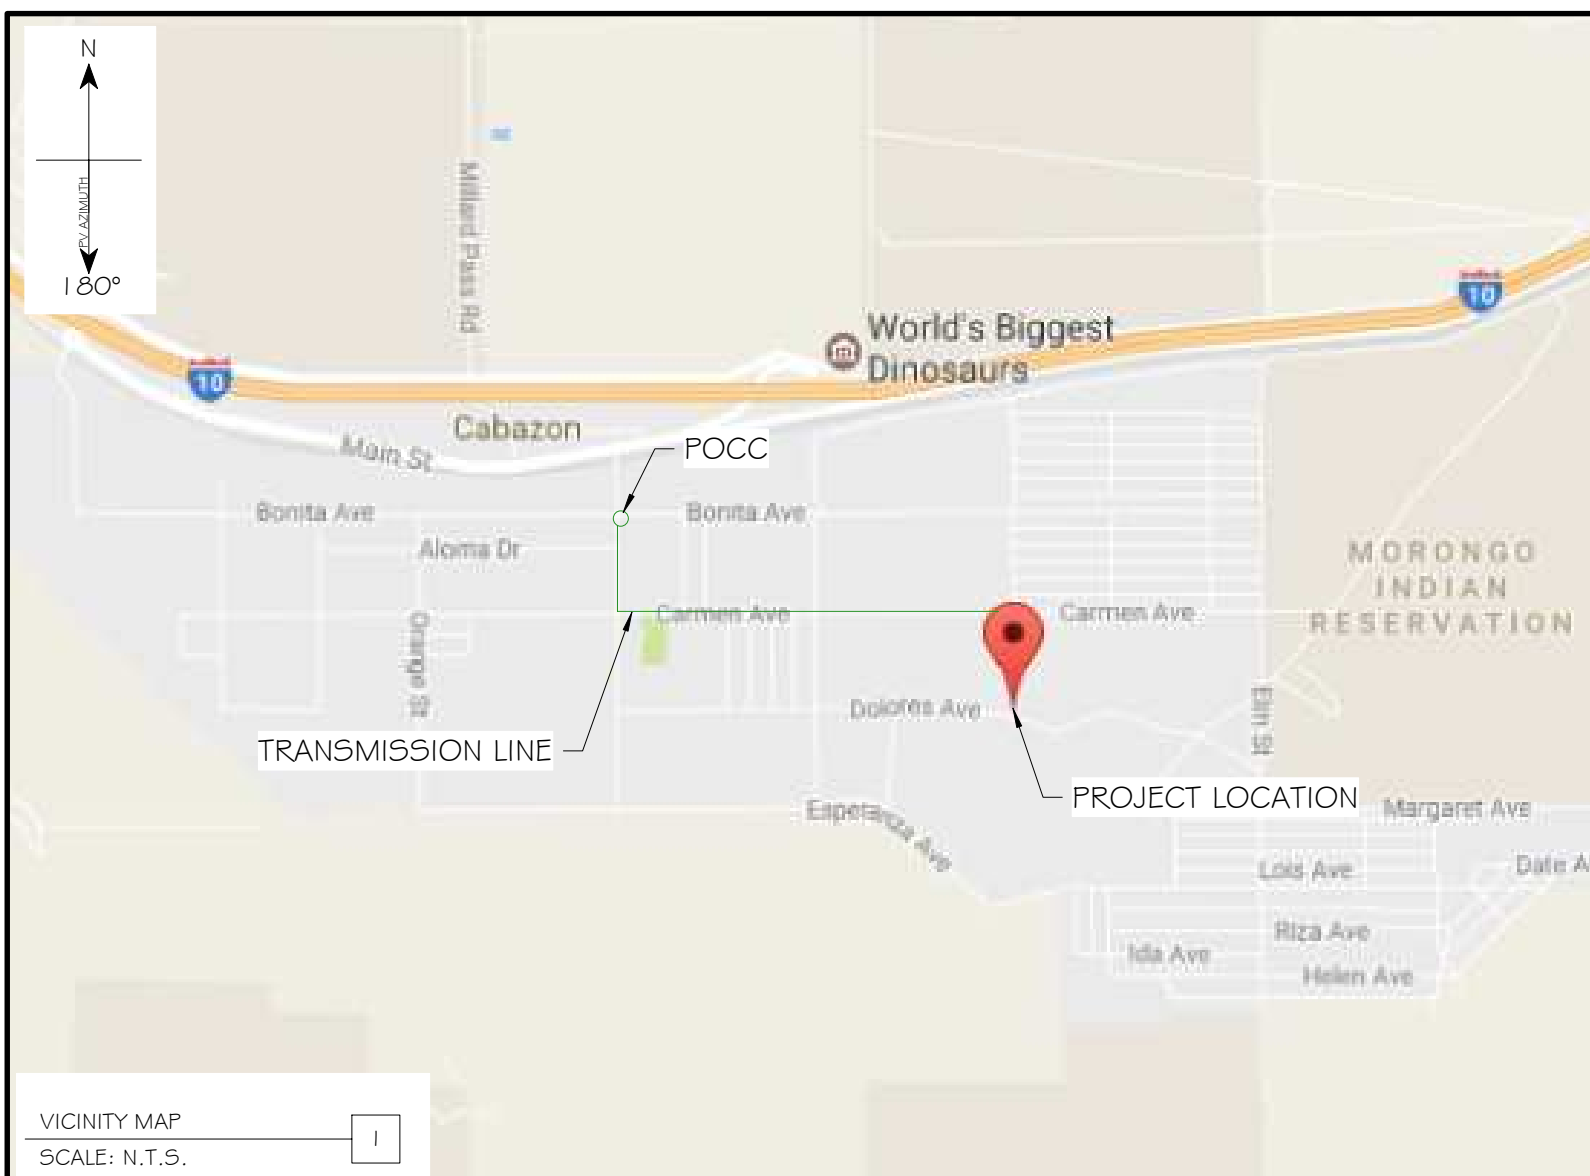 N
PV AZIMUTH
180°
Millard Pass Rd
10
World's Biggest
Dinosaurs
10
Cabazon
Main St
POCC
Bonita Ave
Bonita Ave
Aloma Dr
MORONGO
INDIAN
RESERVATION
Carmen Ave
Carmen Ave
Orange St
Dolores Ave
Elm St
TRANSMISSION LINE
PROJECT LOCATION
Esperanza Ave
Margaret Ave
Lois Ave
Date A
Riza Ave
Ida Ave
Helen Ave
VICINITY MAP
1
SCALE: N.T.S.